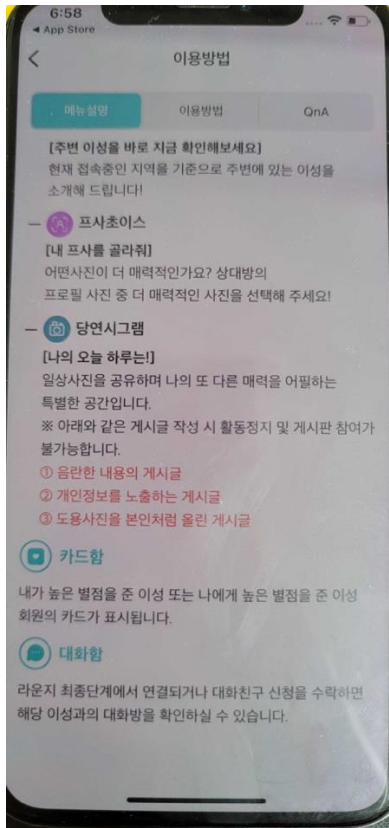 6:58
◀ App Store
이용방법
메뉴설명
이용방법
QnA
[주변 이성을 바로 지금 확인해보세요]
현재 접속중인 지역을 기준으로 주변에 있는 이성을
소개해 드립니다!
프사초이스
[내 프사를 골라줘]
어떤사진이 더 매력적인가요? 상대방의
프로필 사진 중 더 매력적인 사진을 선택해 주세요!
당연시그램
[나의 오늘 하루는!]
일상사진을 공유하며 나의 또 다른 매력을 어필하는
특별한 공간입니다.
※ 아래와 같은 게시글 작성 시 활동정지 및 게시판 참여가
불가능합니다.
① 음란한 내용의 게시글
② 개인정보를 노출하는 게시글
③ 도용사진을 본인처럼 올린 게시글
카드함
내가 높은 별점을 준 이성 또는 나에게 높은 별점을 준 이성
회원의 카드가 표시됩니다.
대화함
라운지 최종단계에서 연결되거나 대화친구 신청을 수락하면
해당 이성과의 대화방을 확인하실 수 있습니다.